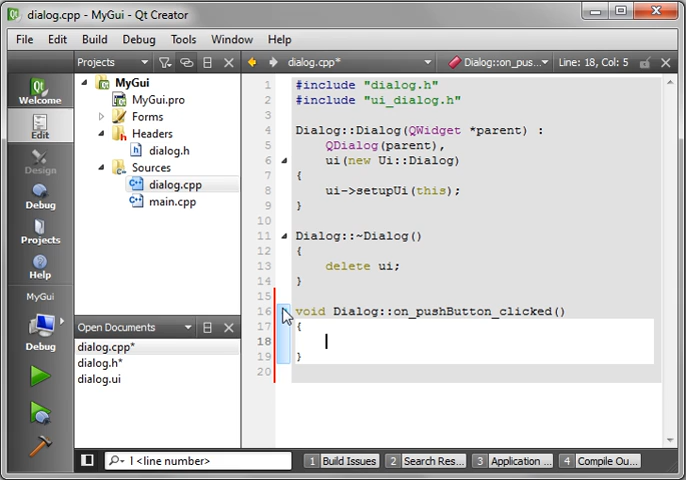 dialog.cpp - MyGui - Qt Creator
File Edit Build Debug Tools Window Help
Projects dialog.cpp* Dialog::on_pus... Line: 18, Col: 5
Welcome
Edit
Design
Debug
Projects
Help
MyGui
Debug
MyGui
MyGui.pro
Forms
Headers
dialog.h
Sources
dialog.cpp
main.cpp
Open Documents
dialog.cpp*
dialog.h*
dialog.ui
1 #include "dialog.h"
2 #include "ui_dialog.h"
3
4 Dialog::Dialog(QWidget *parent) :
5 QDialog(parent),
6 ui(new Ui::Dialog)
7 {
8 ui->setupUi(this);
9 }
10
11 Dialog::~Dialog()
12 {
13 delete ui;
14 }
15
16 void Dialog::on_pushButton_clicked()
17 {
18
19 }
20
l <line number> 1 Build Issues 2 Search Res... 3 Application ... 4 Compile Ou...